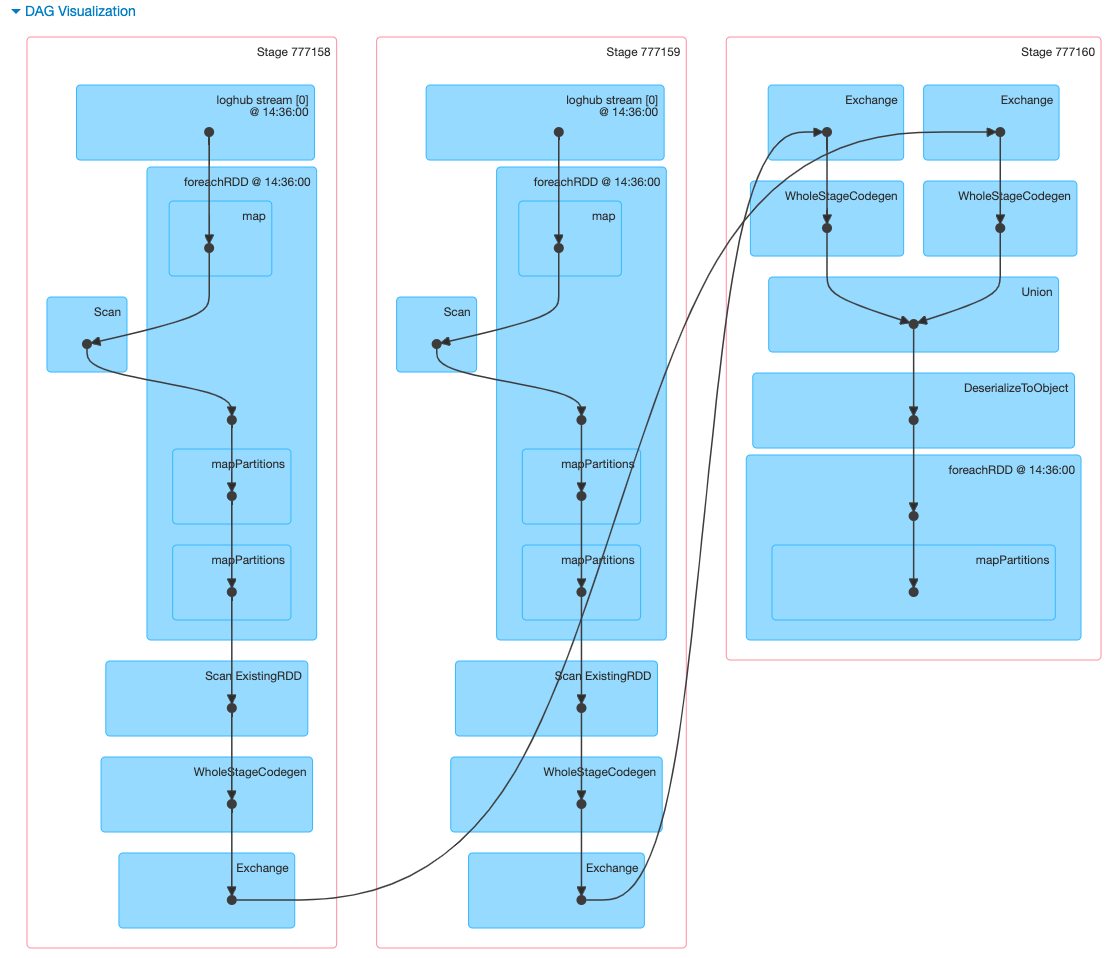 DAG Visualization
Stage 777158
loghub stream [0]
@ 14:36:00
foreachRDD @ 14:36:00
map
Scan
mapPartitions
mapPartitions
Scan ExistingRDD
WholeStageCodegen
Exchange
Stage 777159
loghub stream [0]
@ 14:36:00
foreachRDD @ 14:36:00
map
Scan
mapPartitions
mapPartitions
Scan ExistingRDD
WholeStageCodegen
Exchange
Stage 777160
Exchange
Exchange
WholeStageCodegen
WholeStageCodegen
Union
DeserializeToObject
foreachRDD @ 14:36:00
mapPartitions